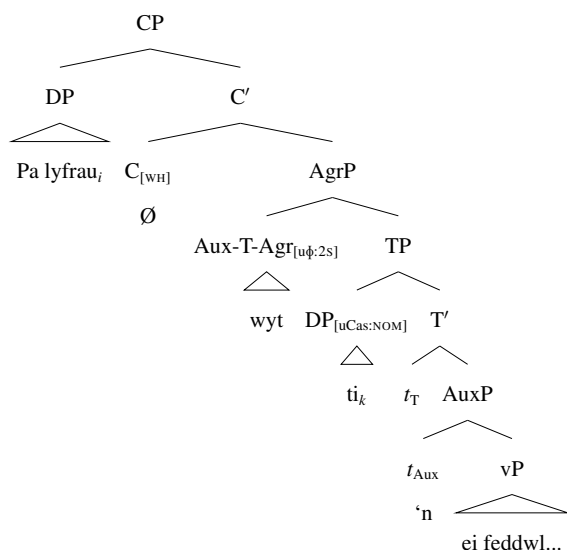 CP
DP C′
Pa lyfrau_i C_[WH] AgrP
Ø
Aux-T-Agr_[uϕ:2S] TP
wyt DP_[uCas:NOM] T′
ti_k t_T AuxP
t_Aux vP
‘n
ei feddwl...